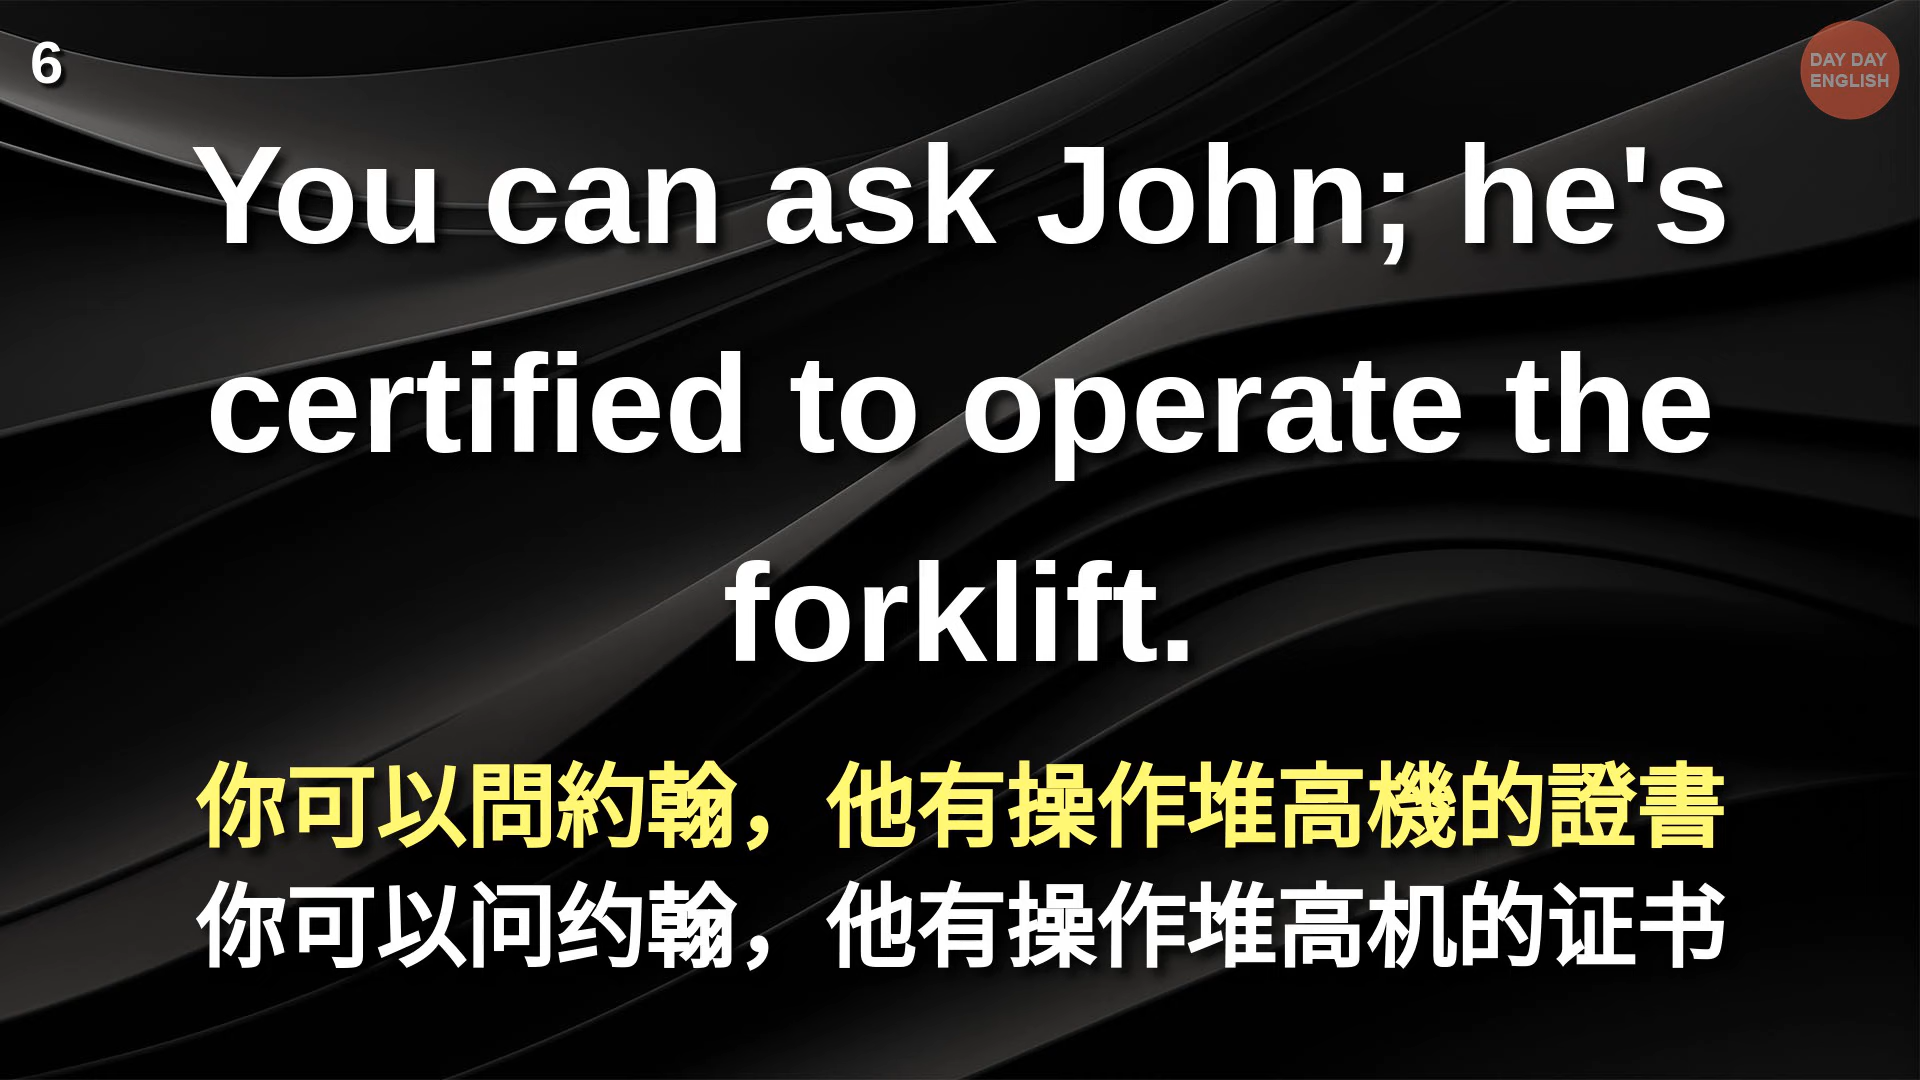 6
DAY DAY
ENGLISH
You can ask John; he's
certified to operate the
forklift.
你可以問約翰，他有操作堆高機的證書
你可以问约翰，他有操作堆高机的证书